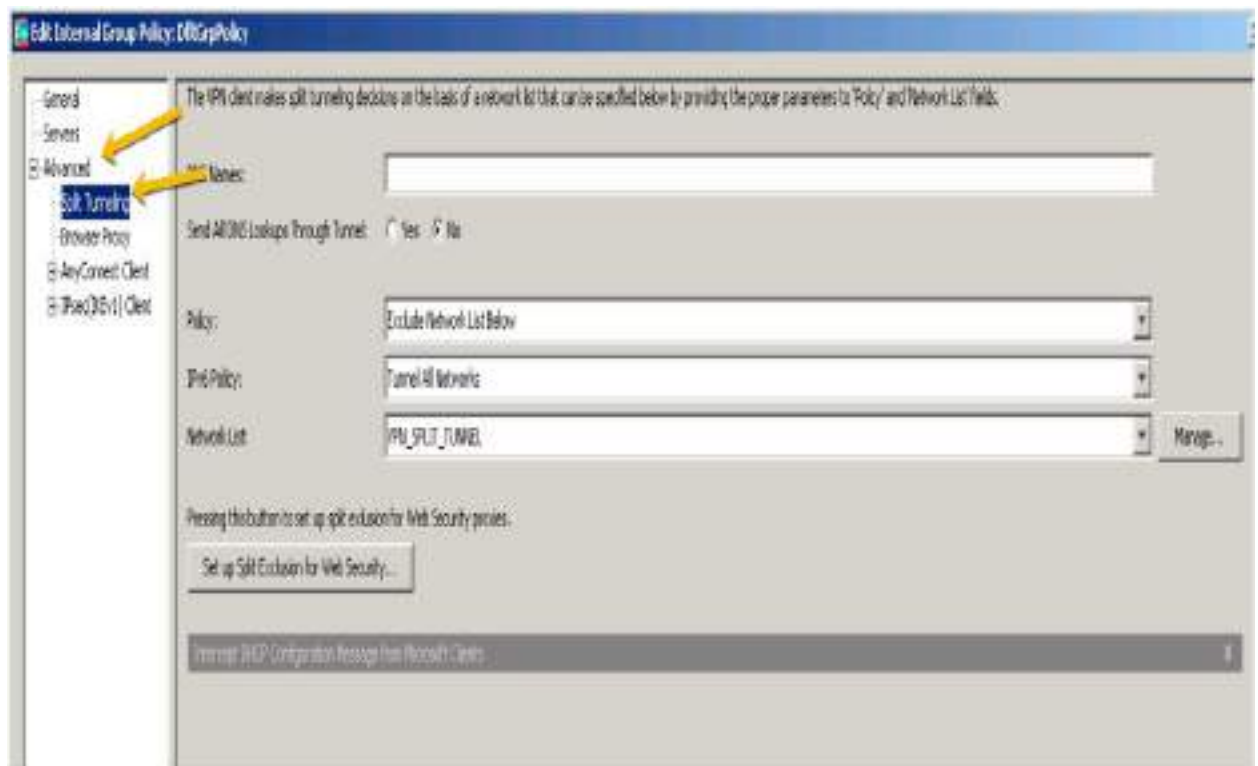 Edit Internal Group Policy: DfltGrpPolicy
General
Servers
Advanced
Split Tunneling
Browser Proxy
AnyConnect Client
IPsec(IKEv1) Client
The VPN client makes split tunneling decisions on the basis of a network list that can be specified below by providing the proper parameters to 'Policy' and 'Network List' fields.
Names:
Send All DNS Lookups Through Tunnel: Yes No
Policy: Exclude Network List Below
IPv6 Policy: Tunnel All Networks
Network List: VPN_SPLIT_TUNNEL Manage...
Pressing this button to set up split exlusion for Web Security proxies.
Set up Split Exclusion for Web Security...
Intercept DHCP Configuration Message from Microsoft Clients